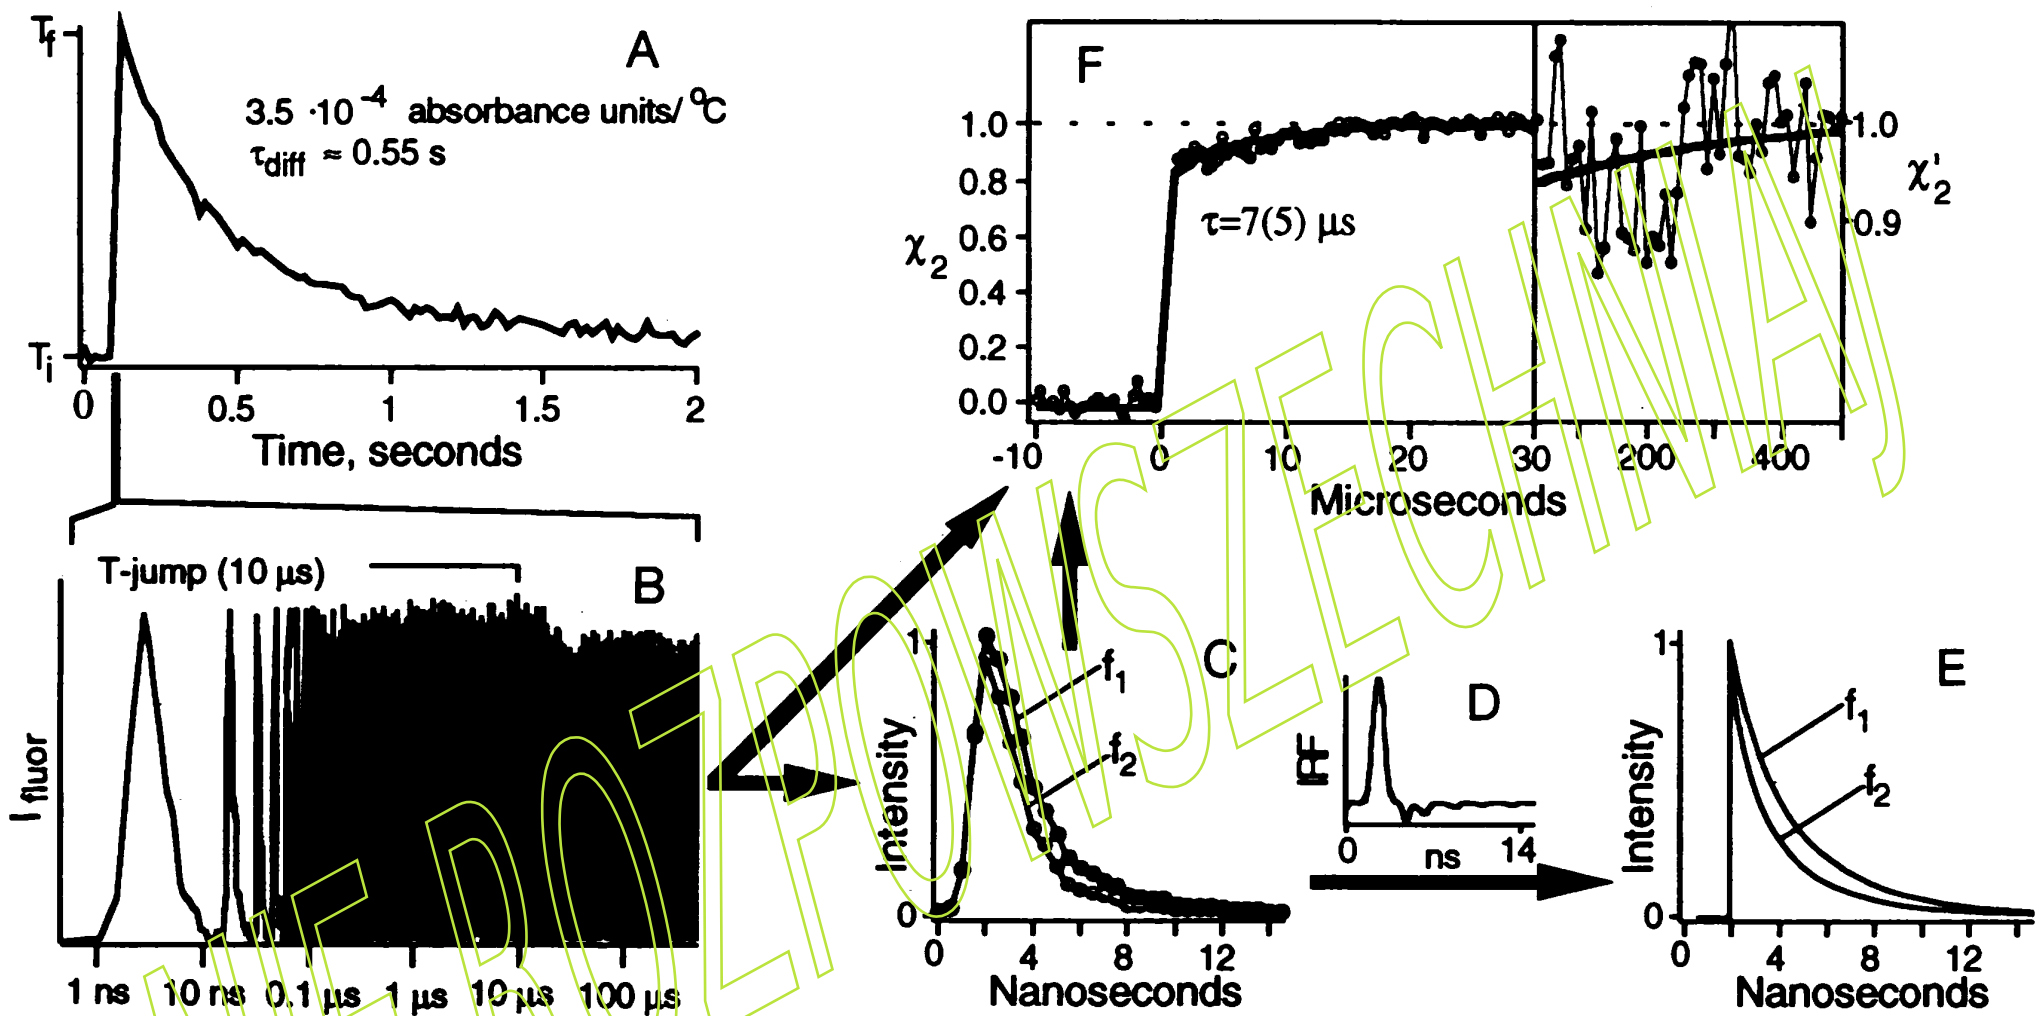 A
T_f
3.5 ·10^-4 absorbance units/ °C
τ_diff ≈ 0.55 s
T_i
0 0.5 1 1.5 2
Time, seconds
T-jump (10 μs)
B
I_fluor
1 ns 10 ns 0.1 μs 1 μs 10 μs 100 μs
F
1.0
0.8
0.6
0.4
0.2
0.0
χ_2
τ=7(5) μs
1.0
0.9
χ'_2
-10 0 10 20 30 200 400
Microseconds
C
1
0
Intensity
f_1
f_2
0 4 8 12
Nanoseconds
D
IRF
0 ns 14
E
1
0
Intensity
f_1
f_2
0 4 8 12
Nanoseconds